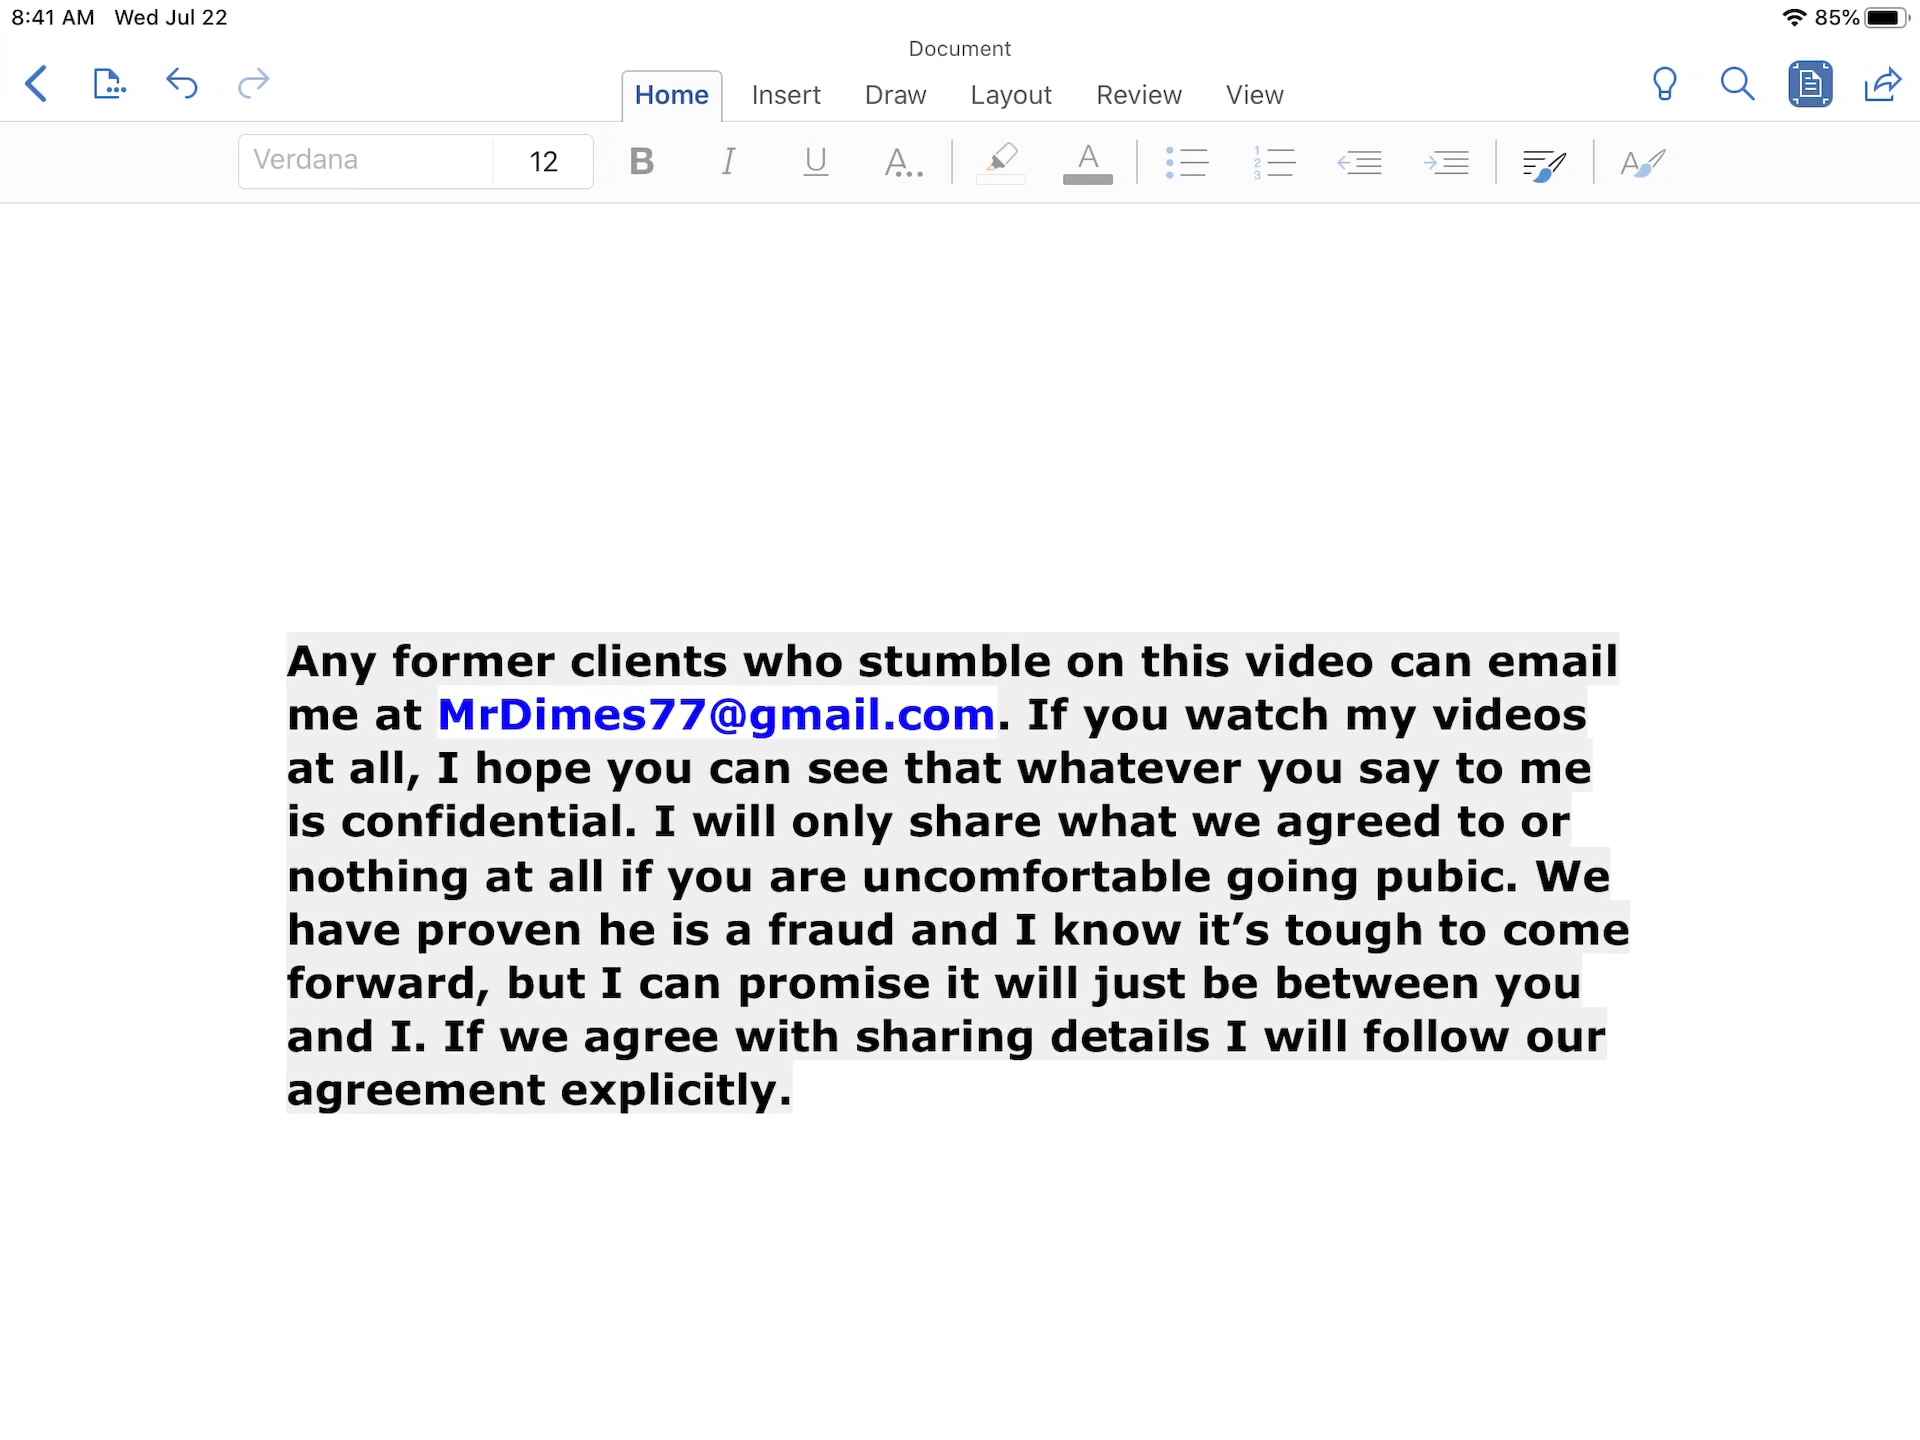 8:41 AM Wed Jul 22 85%
Document
Home Insert Draw Layout Review View
Verdana 12 B I U A... A A
Any former clients who stumble on this video can email
me at MrDimes77@gmail.com. If you watch my videos
at all, I hope you can see that whatever you say to me
is confidential. I will only share what we agreed to or
nothing at all if you are uncomfortable going pubic. We
have proven he is a fraud and I know it’s tough to come
forward, but I can promise it will just be between you
and I. If we agree with sharing details I will follow our
agreement explicitly.